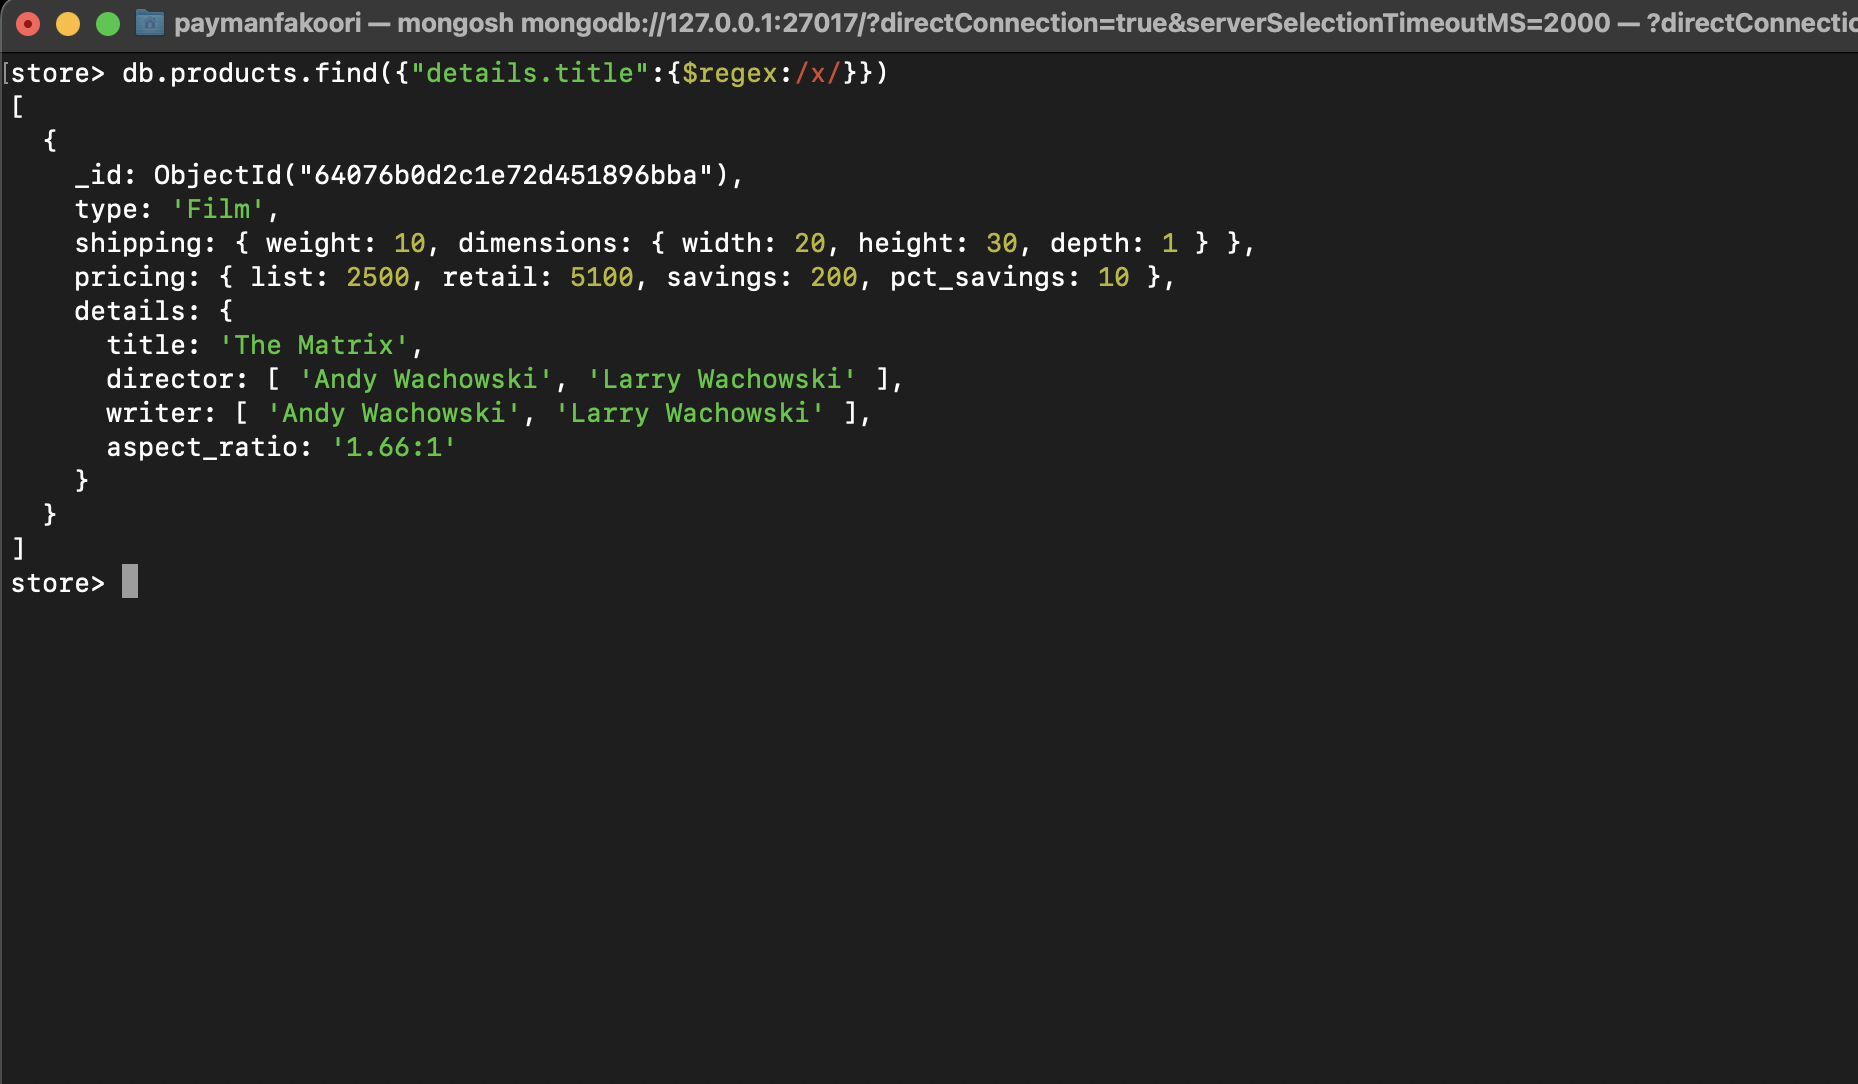 paymanfakoori — mongosh mongodb://127.0.0.1:27017/?directConnection=true&serverSelectionTimeoutMS=2000 — ?directConnectio
[store> db.products.find({"details.title":{$regex:/x/}})
[
  {
    _id: ObjectId("64076b0d2c1e72d451896bba"),
    type: 'Film',
    shipping: { weight: 10, dimensions: { width: 20, height: 30, depth: 1 } },
    pricing: { list: 2500, retail: 5100, savings: 200, pct_savings: 10 },
    details: {
      title: 'The Matrix',
      director: [ 'Andy Wachowski', 'Larry Wachowski' ],
      writer: [ 'Andy Wachowski', 'Larry Wachowski' ],
      aspect_ratio: '1.66:1'
    }
  }
]
store>